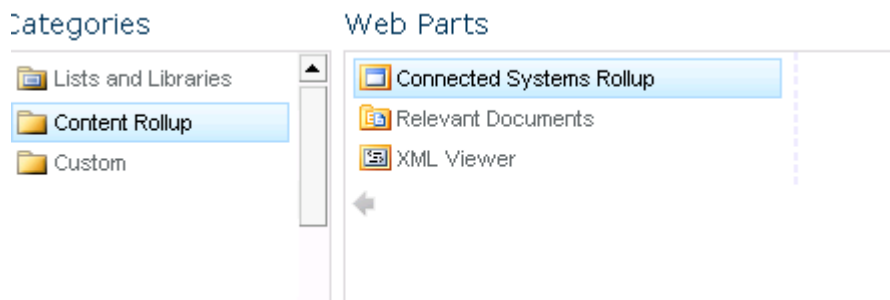 Categories
Web Parts
Lists and Libraries
Content Rollup
Custom
Connected Systems Rollup
Relevant Documents
XML Viewer